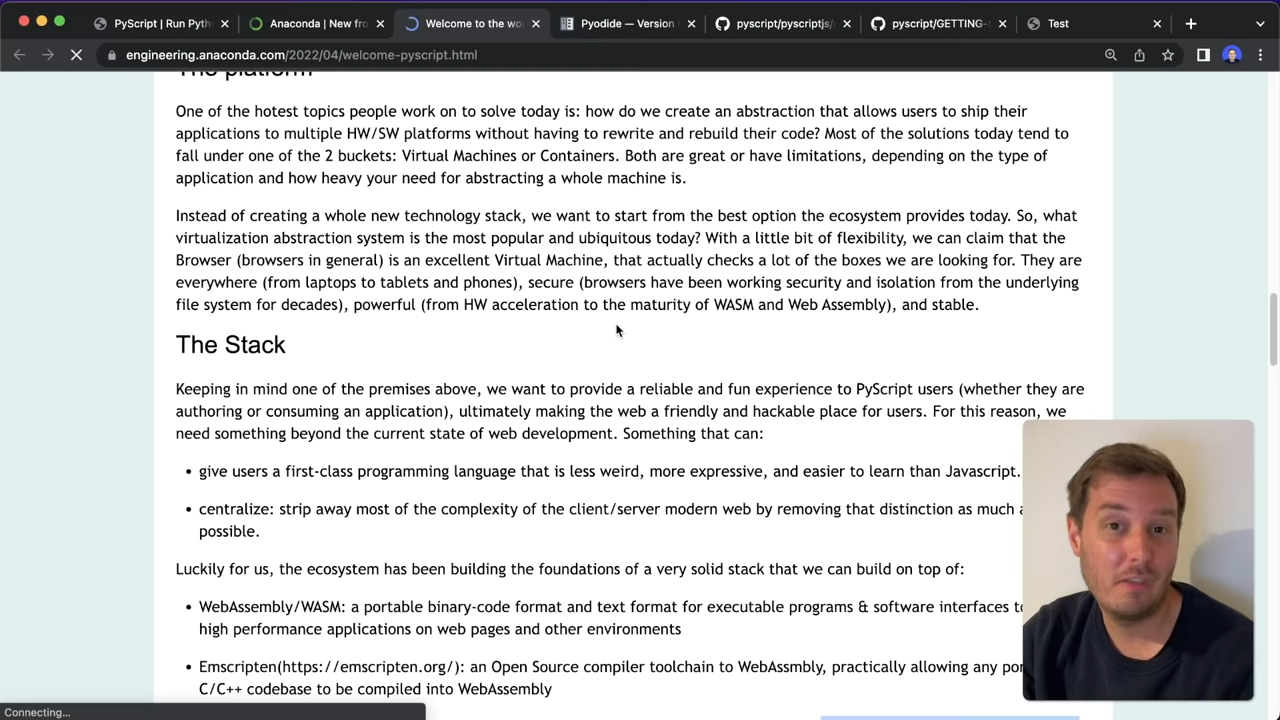 PyScript | Run Pyth
Anaconda | New fro
Welcome to the wo
Pyodide — Version
pyscript/pyscriptjs/
pyscript/GETTING-S
Test
engineering.anaconda.com/2022/04/welcome-pyscript.html
The platform
One of the hotest topics people work on to solve today is: how do we create an abstraction that allows users to ship their
applications to multiple HW/SW platforms without having to rewrite and rebuild their code? Most of the solutions today tend to
fall under one of the 2 buckets: Virtual Machines or Containers. Both are great or have limitations, depending on the type of
application and how heavy your need for abstracting a whole machine is.
Instead of creating a whole new technology stack, we want to start from the best option the ecosystem provides today. So, what
virtualization abstraction system is the most popular and ubiquitous today? With a little bit of flexibility, we can claim that the
Browser (browsers in general) is an excellent Virtual Machine, that actually checks a lot of the boxes we are looking for. They are
everywhere (from laptops to tablets and phones), secure (browsers have been working security and isolation from the underlying
file system for decades), powerful (from HW acceleration to the maturity of WASM and Web Assembly), and stable.
The Stack
Keeping in mind one of the premises above, we want to provide a reliable and fun experience to PyScript users (whether they are
authoring or consuming an application), ultimately making the web a friendly and hackable place for users. For this reason, we
need something beyond the current state of web development. Something that can:
• give users a first-class programming language that is less weird, more expressive, and easier to learn than Javascript.
• centralize: strip away most of the complexity of the client/server modern web by removing that distinction as much a
possible.
Luckily for us, the ecosystem has been building the foundations of a very solid stack that we can build on top of:
• WebAssembly/WASM: a portable binary-code format and text format for executable programs & software interfaces to
high performance applications on web pages and other environments
• Emscripten(https://emscripten.org/): an Open Source compiler toolchain to WebAssmbly, practically allowing any por
C/C++ codebase to be compiled into WebAssembly
Connecting...